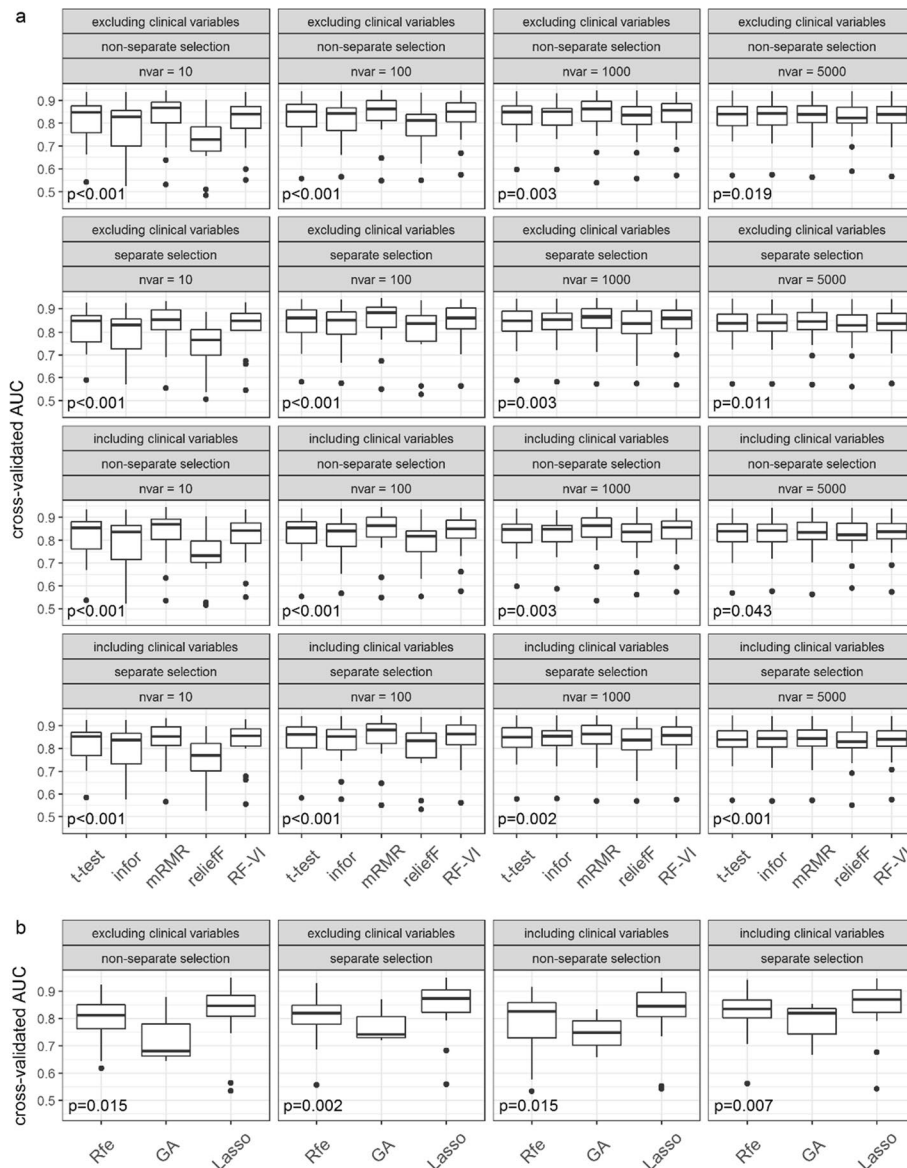 a
excluding clinical variables excluding clinical variables excluding clinical variables excluding clinical variables
non-separate selection non-separate selection non-separate selection non-separate selection
nvar = 10 nvar = 100 nvar = 1000 nvar = 5000
0.9
0.8
0.7
0.6
0.5
p<0.001 p<0.001 p=0.003 p=0.019
excluding clinical variables excluding clinical variables excluding clinical variables excluding clinical variables
separate selection separate selection separate selection separate selection
nvar = 10 nvar = 100 nvar = 1000 nvar = 5000
0.9
0.8
0.7
0.6
0.5
p<0.001 p<0.001 p=0.003 p=0.011
cross-validated AUC
including clinical variables including clinical variables including clinical variables including clinical variables
non-separate selection non-separate selection non-separate selection non-separate selection
nvar = 10 nvar = 100 nvar = 1000 nvar = 5000
0.9
0.8
0.7
0.6
0.5
p<0.001 p<0.001 p=0.003 p=0.043
including clinical variables including clinical variables including clinical variables including clinical variables
separate selection separate selection separate selection separate selection
nvar = 10 nvar = 100 nvar = 1000 nvar = 5000
0.9
0.8
0.7
0.6
0.5
p<0.001 p<0.001 p=0.002 p<0.001
t-test infor mRMR reliefF RF-VI t-test infor mRMR reliefF RF-VI t-test infor mRMR reliefF RF-VI t-test infor mRMR reliefF RF-VI
b
excluding clinical variables excluding clinical variables including clinical variables including clinical variables
non-separate selection separate selection non-separate selection separate selection
cross-validated AUC
0.9
0.8
0.7
0.6
0.5
p=0.015 p=0.002 p=0.015 p=0.007
Rfe GA Lasso Rfe GA Lasso Rfe GA Lasso Rfe GA Lasso